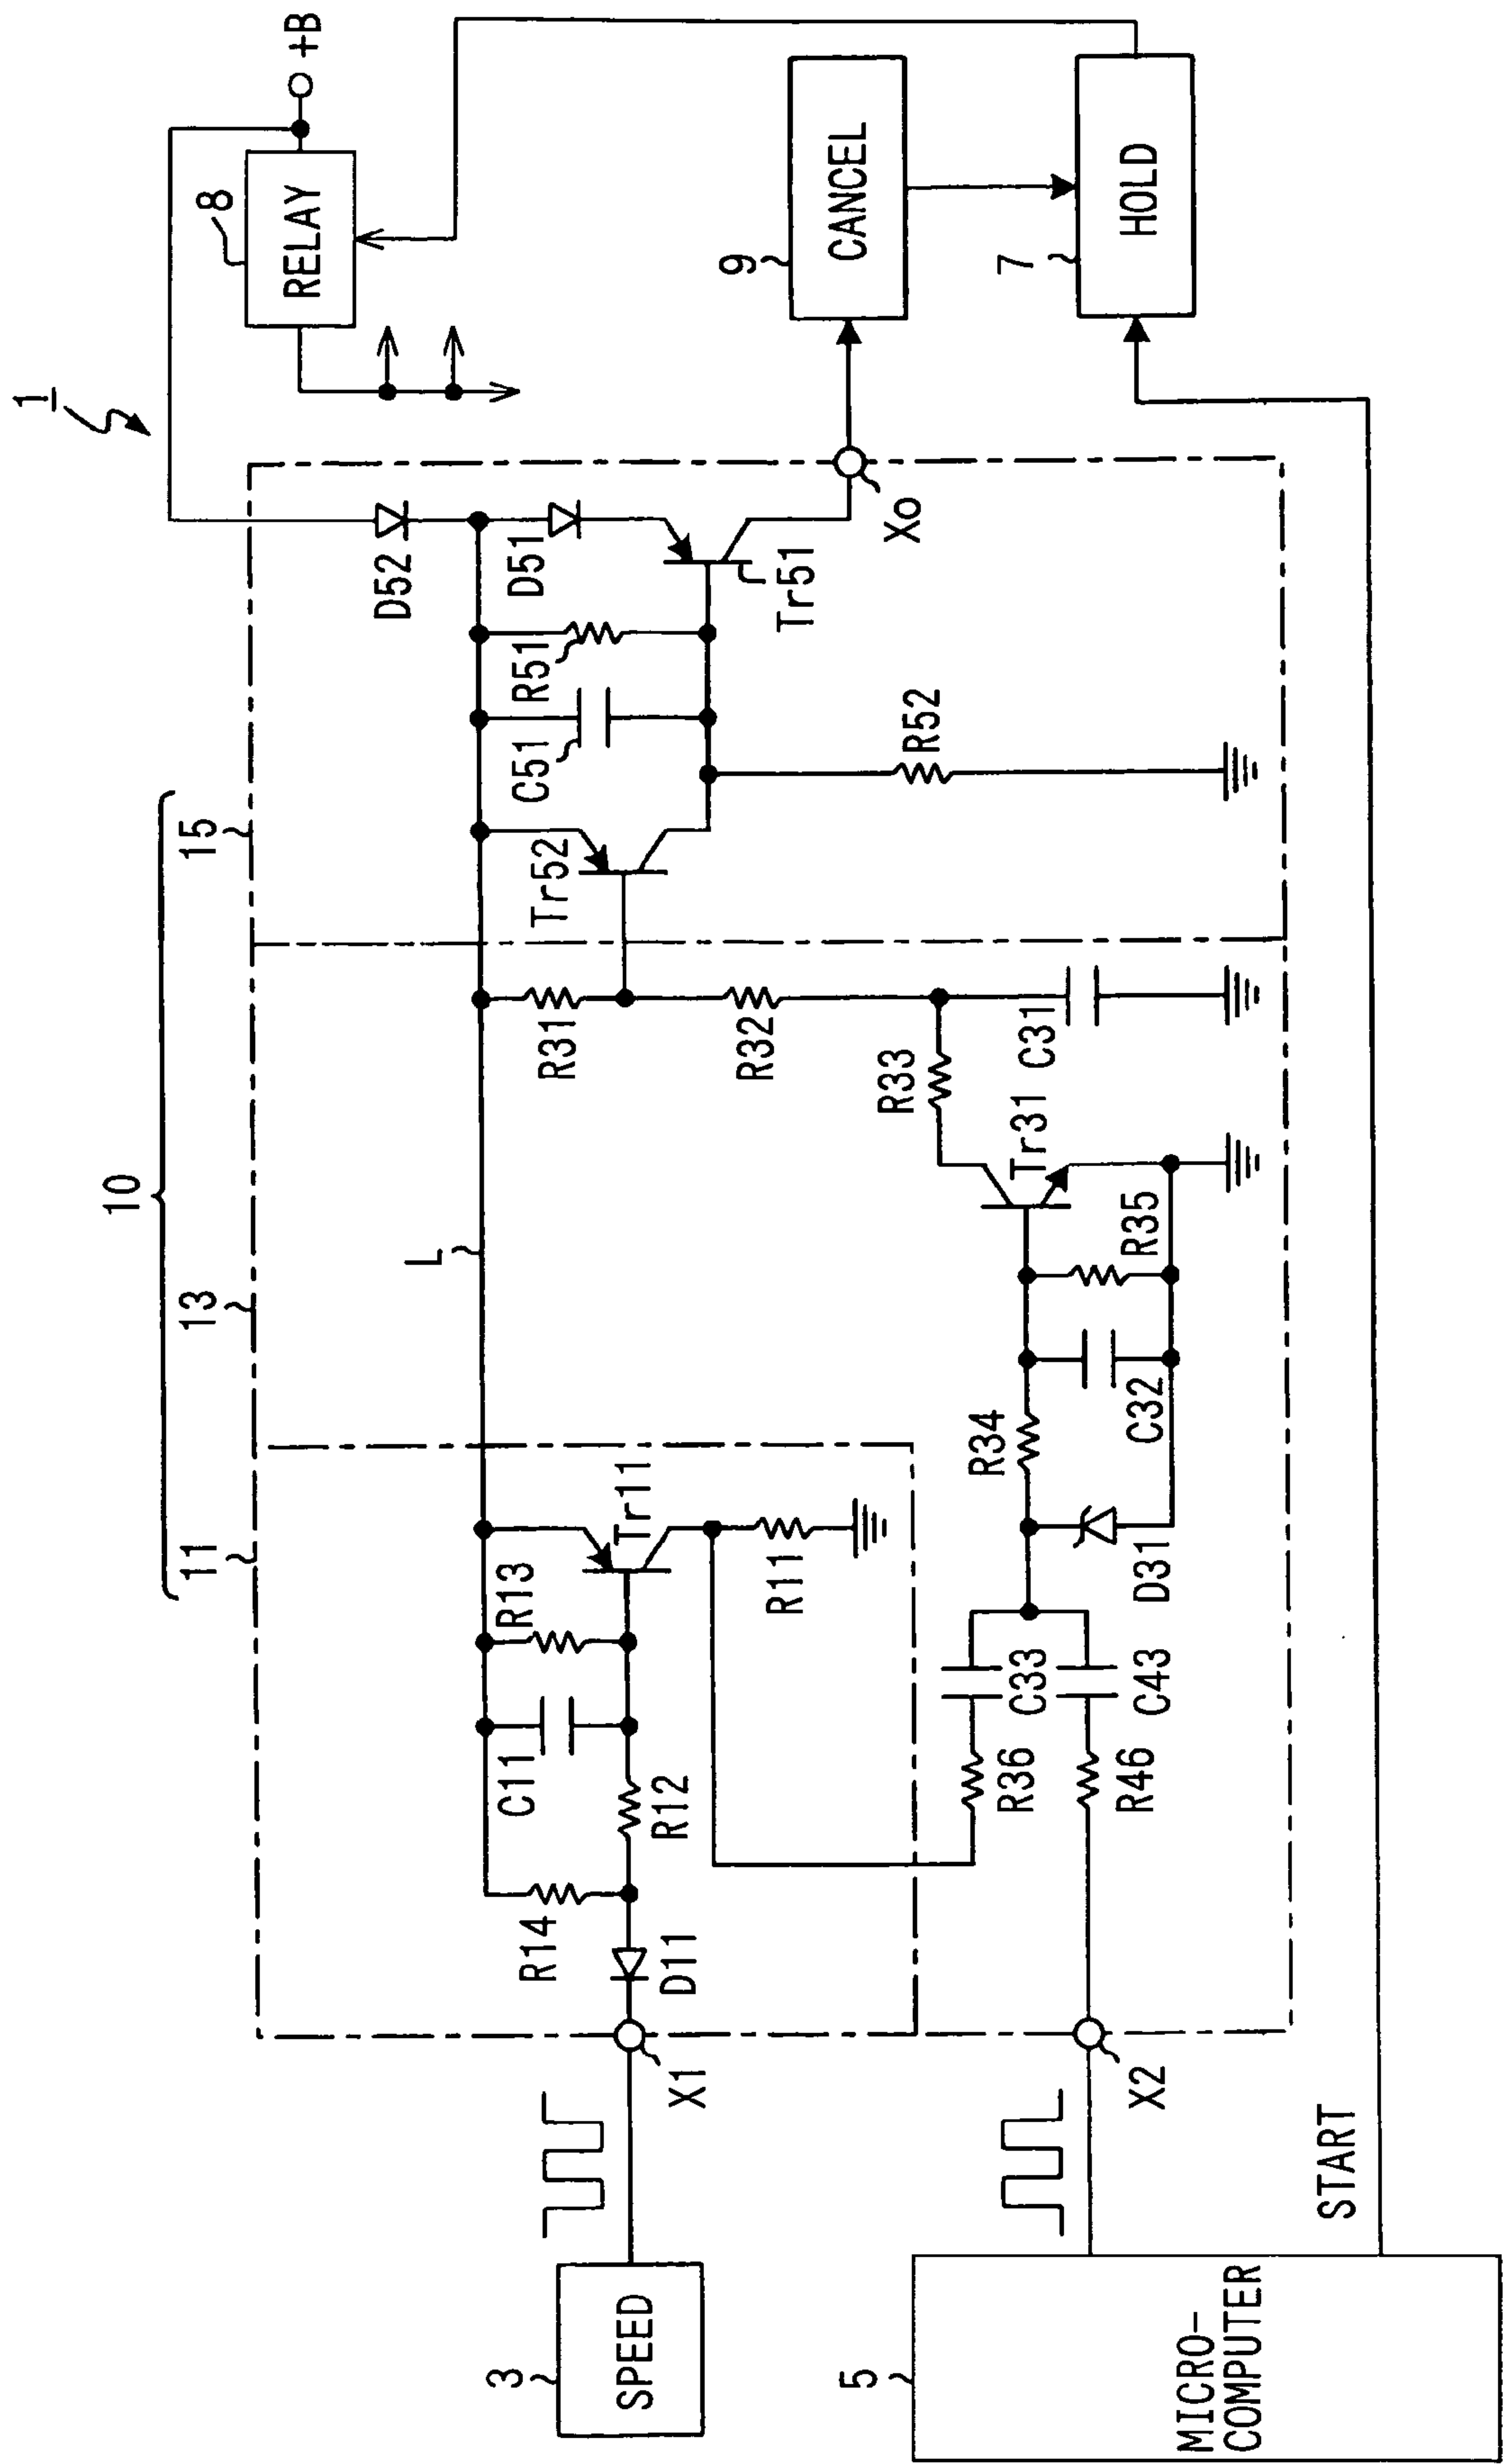 1
10
11
13
15
8
RELAY
+B
D52
L
R14
C11
R13
Tr11
R12
D11
R11
R31
Tr52
C51
R51
D51
Tr51
Xo
9
CANCEL
3
SPEED
X1
R32
R52
R33
Tr31
C31
R36
C33
R34
R35
C32
D31
R46
C43
X2
7
HOLD
5
MICRO-
COMPUTER
START